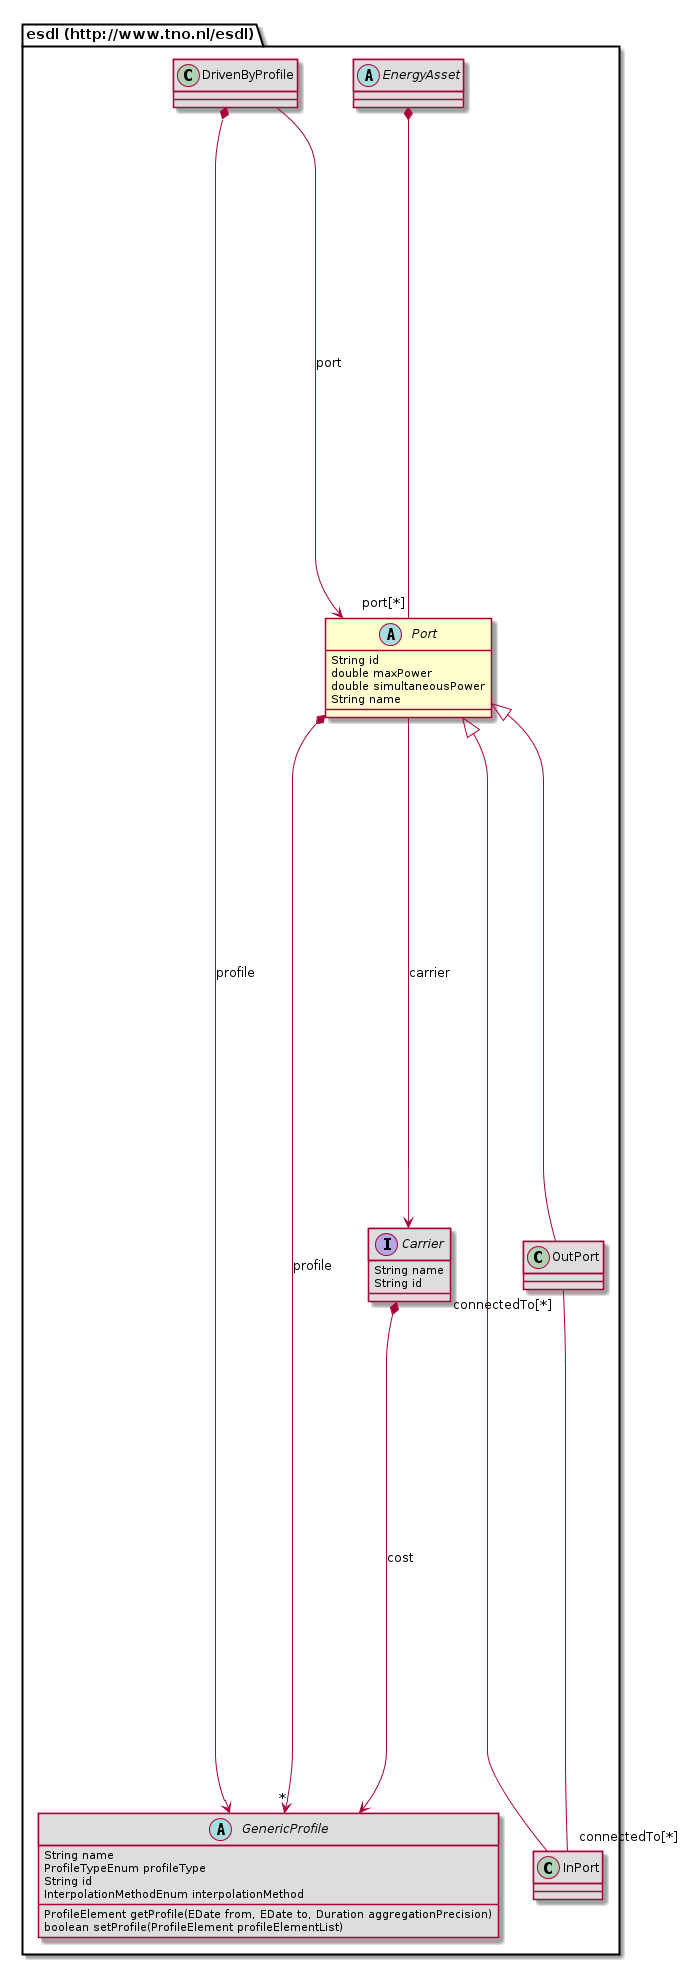 esdl (http://www.tno.nl/esdl)
C DrivenByProfile
A EnergyAsset
port
port[*]
A Port
String id
double maxPower
double simultaneousPower
String name
profile
carrier
I Carrier
String name
String id
C OutPort
profile
connectedTo[*]
cost
*
A GenericProfile
String name
ProfileTypeEnum profileType
String id
InterpolationMethodEnum interpolationMethod
ProfileElement getProfile(EDate from, EDate to, Duration aggregationPrecision)
boolean setProfile(ProfileElement profileElementList)
connectedTo[*]
C InPort